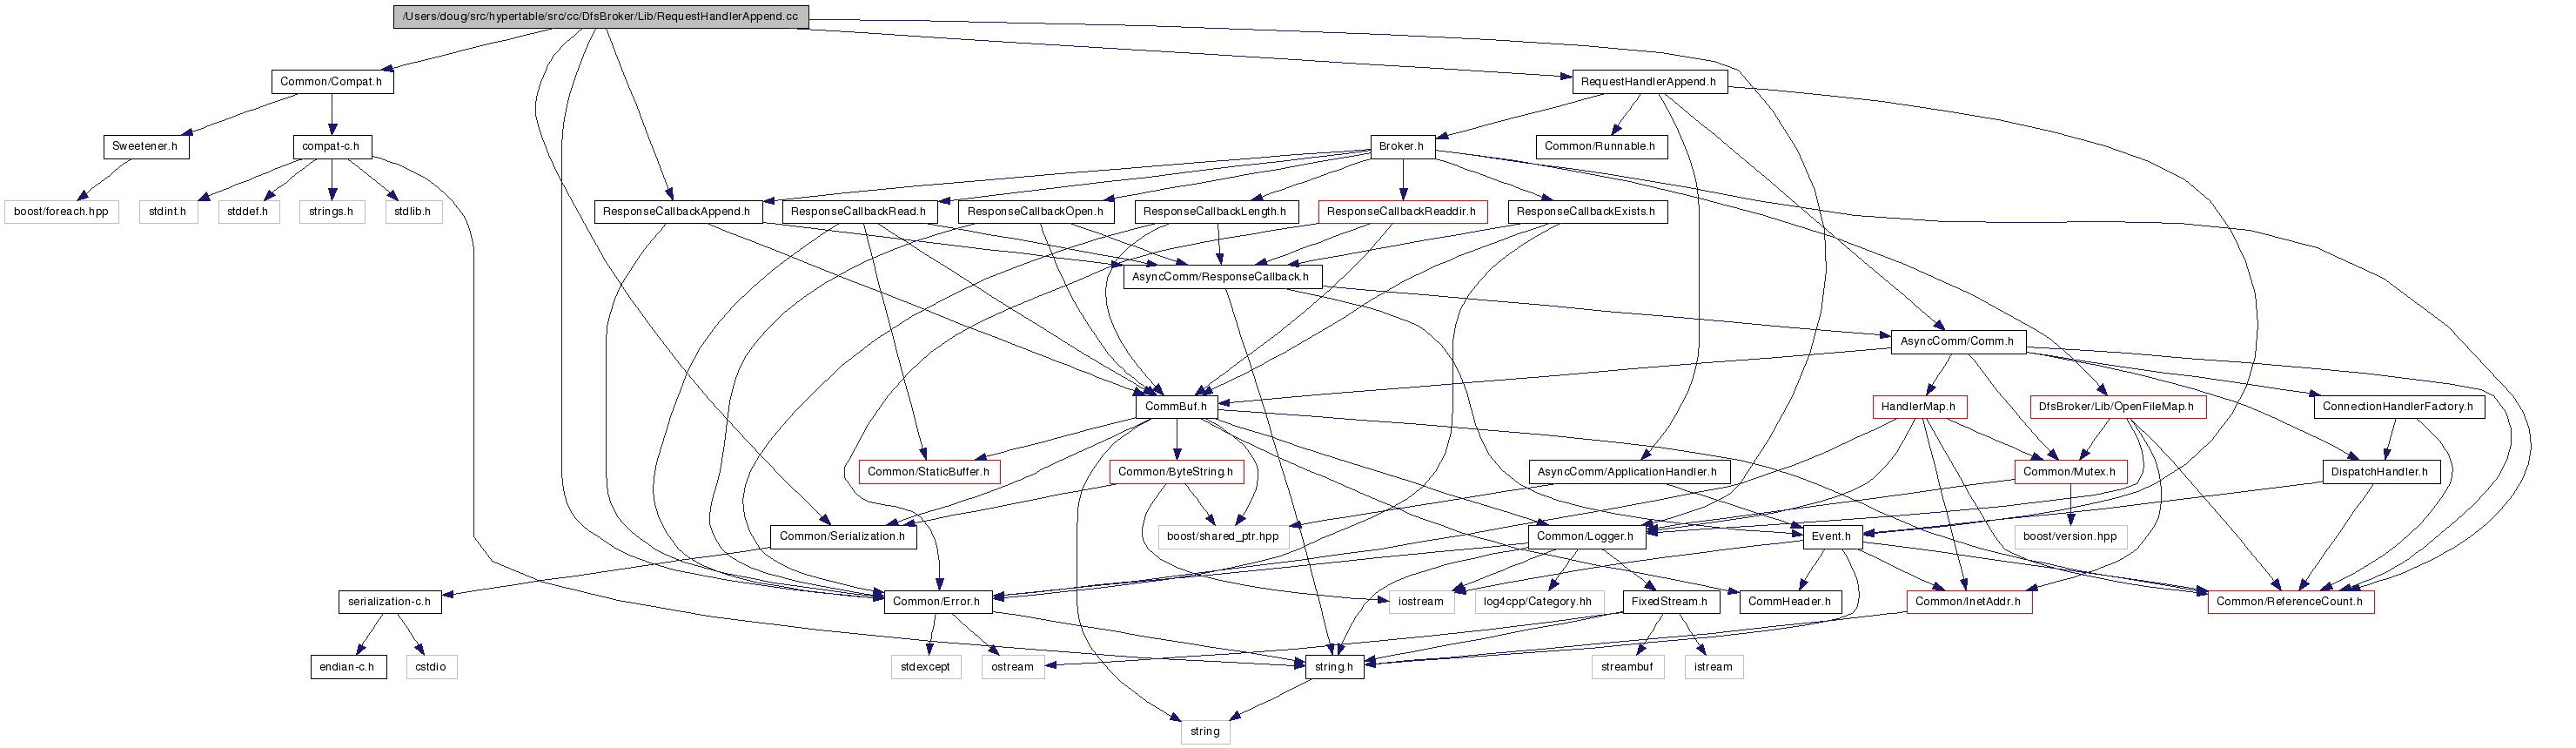 /Users/doug/src/hypertable/src/cc/DfsBroker/Lib/RequestHandlerAppend.cc
Common/Compat.h
RequestHandlerAppend.h
Sweetener.h
compat-c.h
Broker.h
Common/Runnable.h
boost/foreach.hpp
stdint.h
stddef.h
strings.h
stdlib.h
ResponseCallbackAppend.h
ResponseCallbackRead.h
ResponseCallbackOpen.h
ResponseCallbackLength.h
ResponseCallbackReaddir.h
ResponseCallbackExists.h
AsyncComm/ResponseCallback.h
AsyncComm/Comm.h
CommBuf.h
HandlerMap.h
DfsBroker/Lib/OpenFileMap.h
ConnectionHandlerFactory.h
Common/StaticBuffer.h
Common/ByteString.h
AsyncComm/ApplicationHandler.h
Common/Mutex.h
DispatchHandler.h
Common/Serialization.h
boost/shared_ptr.hpp
Common/Logger.h
Event.h
boost/version.hpp
serialization-c.h
Common/Error.h
iostream
log4cpp/Category.hh
FixedStream.h
CommHeader.h
Common/InetAddr.h
Common/ReferenceCount.h
endian-c.h
cstdio
stdexcept
ostream
string.h
streambuf
istream
string